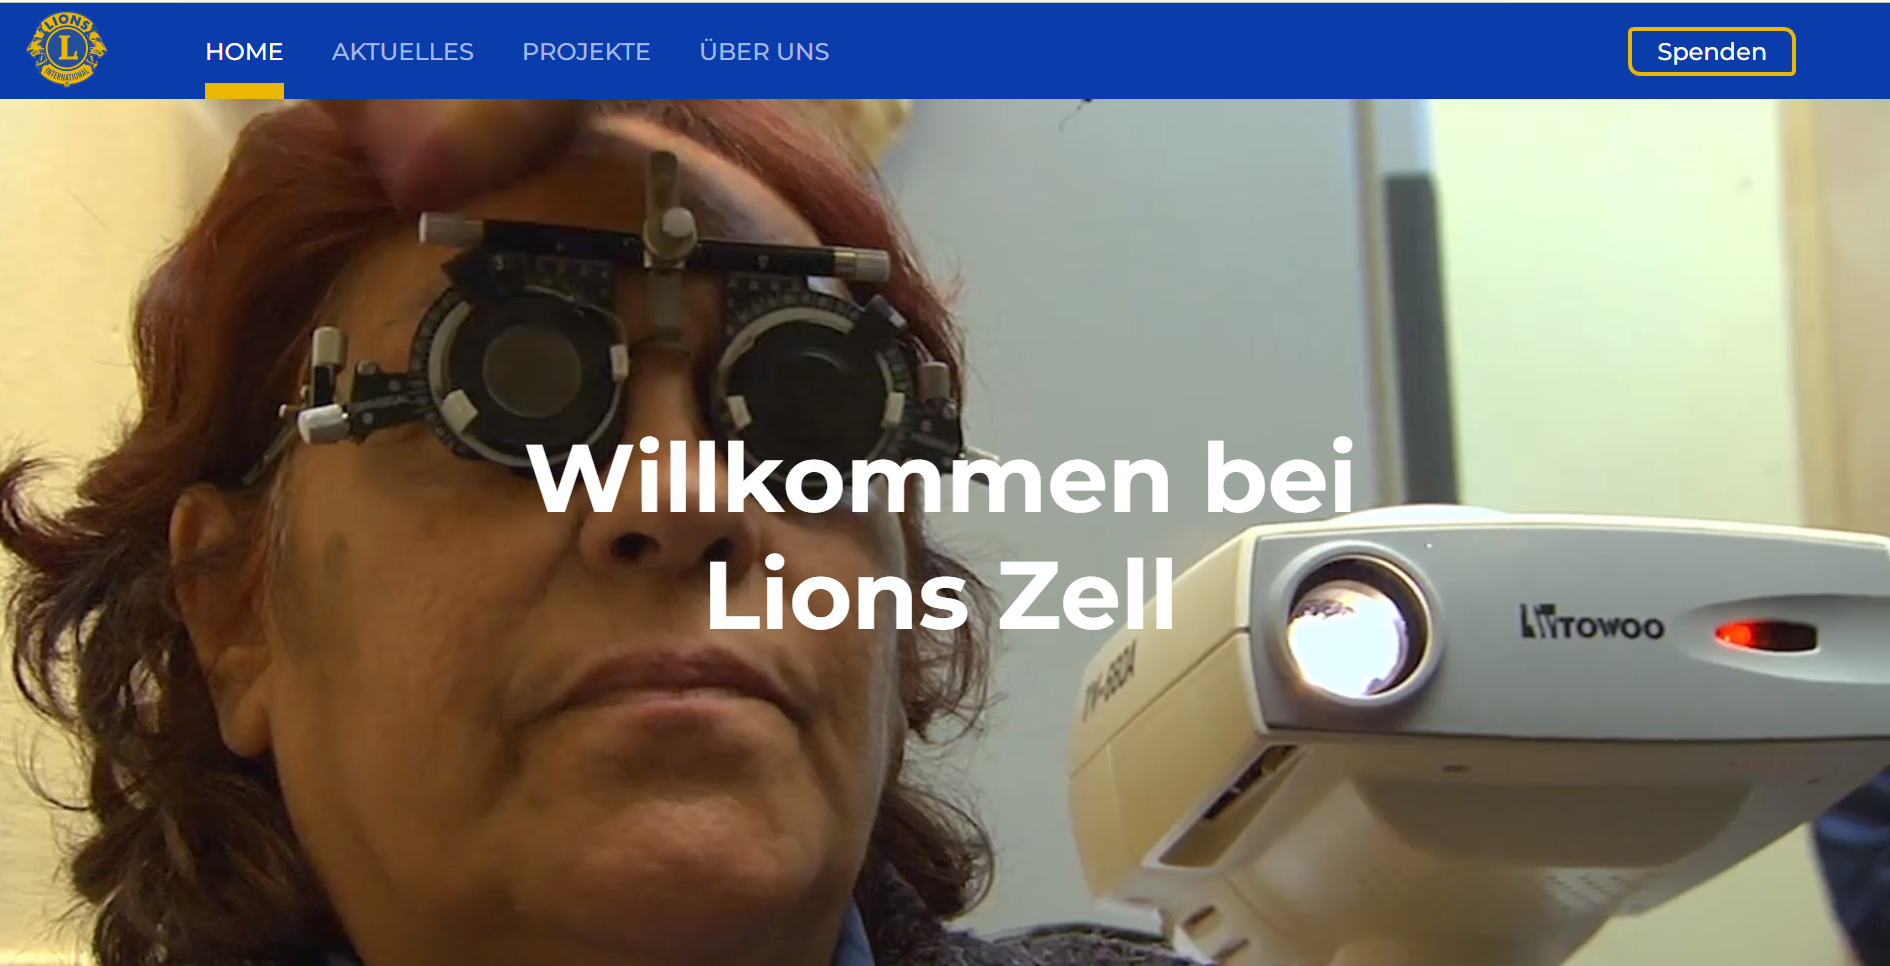 LIONS
L
INTERNATIONAL
HOME AKTUELLES PROJEKTE ÜBER UNS Spenden
Willkommen bei
Lions Zell
TOWOO